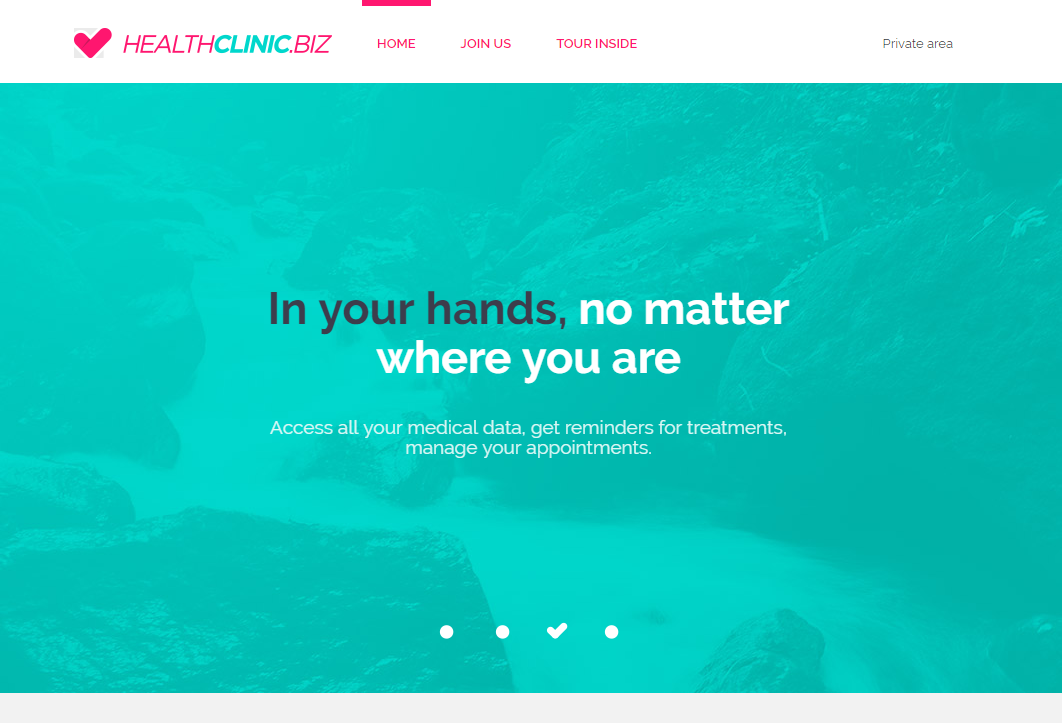 HEALTHCLINIC.BIZ
HOME
JOIN US
TOUR INSIDE
Private area
In your hands, no matter
where you are
Access all your medical data, get reminders for treatments,
manage your appointments.